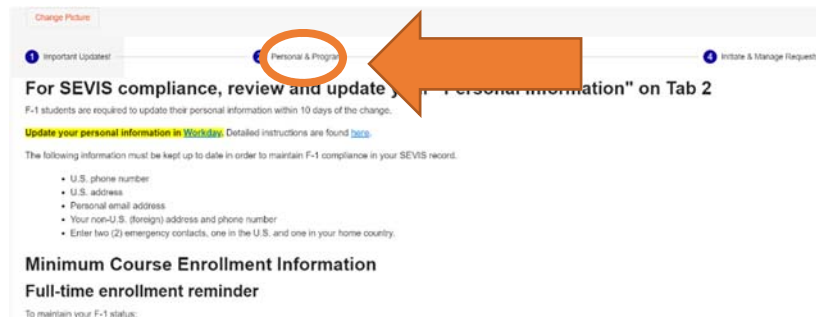 Change Picture
1 Important Updates! 2 Personal & Program 4 Initiate & Manage Requests
For SEVIS compliance, review and update "Personal Information" on Tab 2
F-1 students are required to update their personal information within 10 days of the change.
Update your personal information in Workday. Detailed instructions are found here.
The following information must be kept up to date in order to maintain F-1 compliance in your SEVIS record.
• U.S. phone number
• U.S. address
• Personal email address
• Your non-U.S. (foreign) address and phone number
• Enter two (2) emergency contacts, one in the U.S. and one in your home country.
Minimum Course Enrollment Information
Full-time enrollment reminder
To maintain your F-1 status: